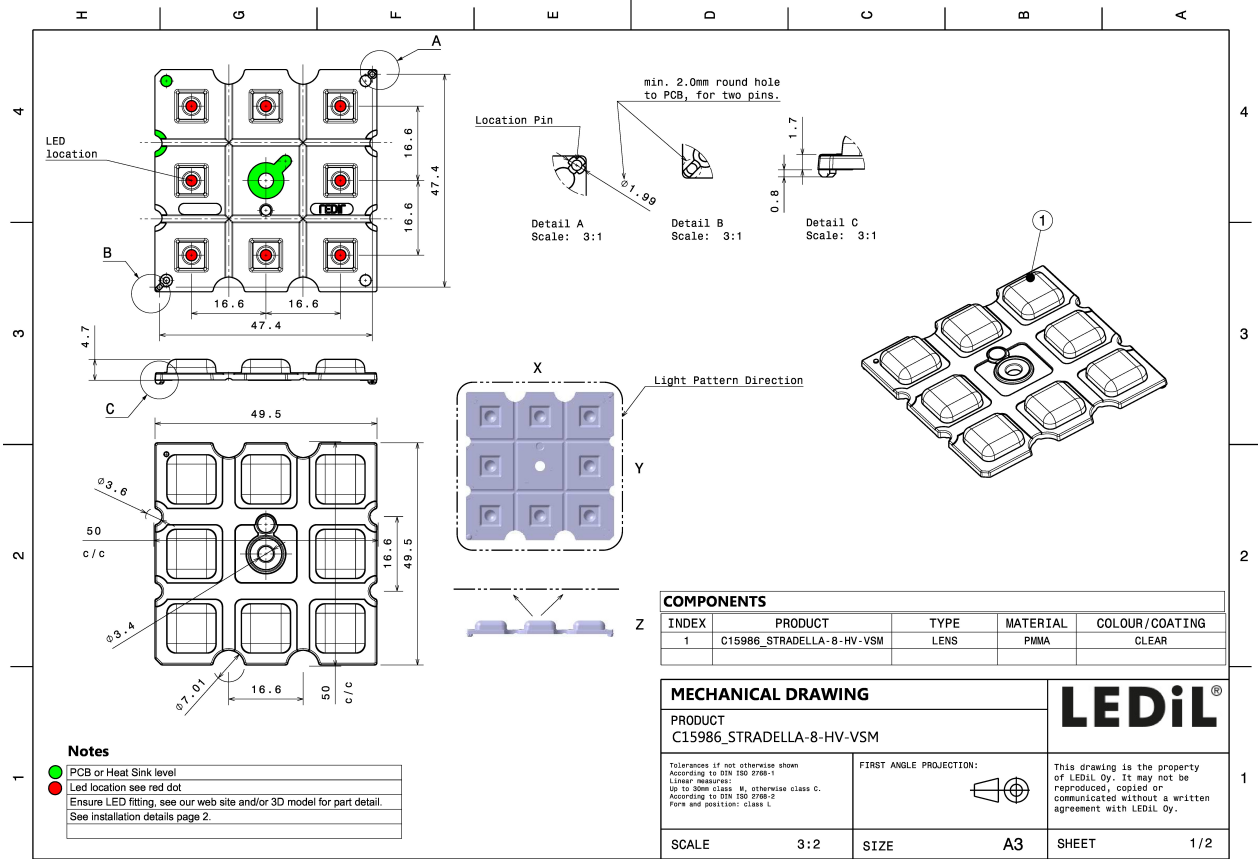 H G F E D C B A
4
A
LED
location
16.6
47.4
16.6
LEDiL
B
16.6
16.6
47.4
Location Pin
min. 2.0mm round hole
to PCB, for two pins.
Ø1.99
1.7
0.8
Detail A
Scale: 3:1
Detail B
Scale: 3:1
Detail C
Scale: 3:1
4
1
3
4.7
C
49.5
X
Light Pattern Direction
Y
3
2
Ø3.6
50
c/c
16.6
49.5
Ø3.4
Ø7.01
16.6
50
c/c
Z
2
COMPONENTS
INDEX PRODUCT TYPE MATERIAL COLOUR/COATING
1 C15986_STRADELLA-8-HV-VSM LENS PMMA CLEAR
MECHANICAL DRAWING
LEDiL®
PRODUCT
C15986_STRADELLA-8-HV-VSM
Tolerances if not otherwise shown
According to DIN ISO 2768-1
Linear measures:
Up to 30mm class M, otherwise class C.
According to DIN ISO 2768-2
Form and position: class L
FIRST ANGLE PROJECTION:
This drawing is the property
of LEDiL Oy. It may not be
reproduced, copied or
communicated without a written
agreement with LEDiL Oy.
SCALE 3:2
SIZE A3
SHEET 1/2
1
1
Notes
PCB or Heat Sink level
Led location see red dot
Ensure LED fitting, see our web site and/or 3D model for part detail.
See installation details page 2.